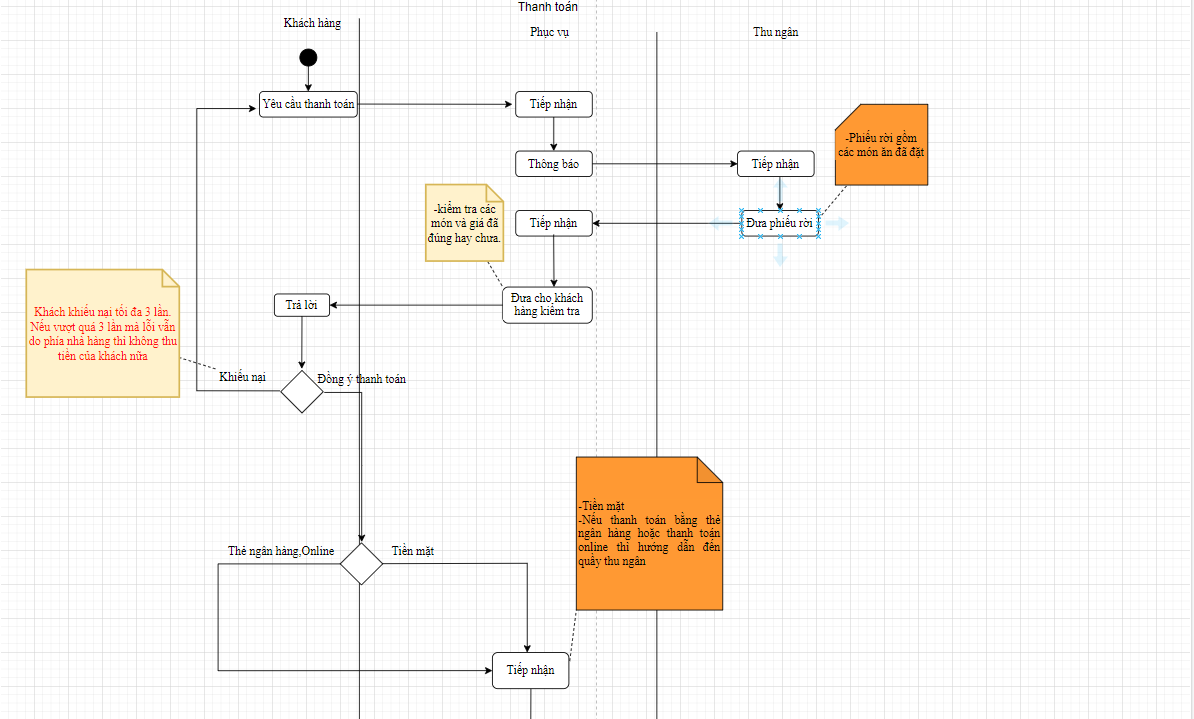 Thanh toán
Khách hàng
Phục vụ
Thu ngân
Yêu cầu thanh toán
Tiếp nhận
-Phiếu rời gồm
các món ăn đã đặt
Thông báo
Tiếp nhận
-kiểm tra các
món và giá đã
đúng hay chưa.
Tiếp nhận
Đưa phiếu rời
Đưa cho khách
hàng kiểm tra
Trả lời
Khách khiếu nại tối đa 3 lần.
Nếu vượt quá 3 lần mà lỗi vẫn
do phía nhà hàng thì không thu
tiền của khách nữa
Khiếu nại
Đồng ý thanh toán
-Tiền mặt
-Nếu thanh toán bằng thẻ
ngân hàng hoặc thanh toán
online thì hướng dẫn đến
quầy thu ngân
Thẻ ngân hàng,Online
Tiền mặt
Tiếp nhận